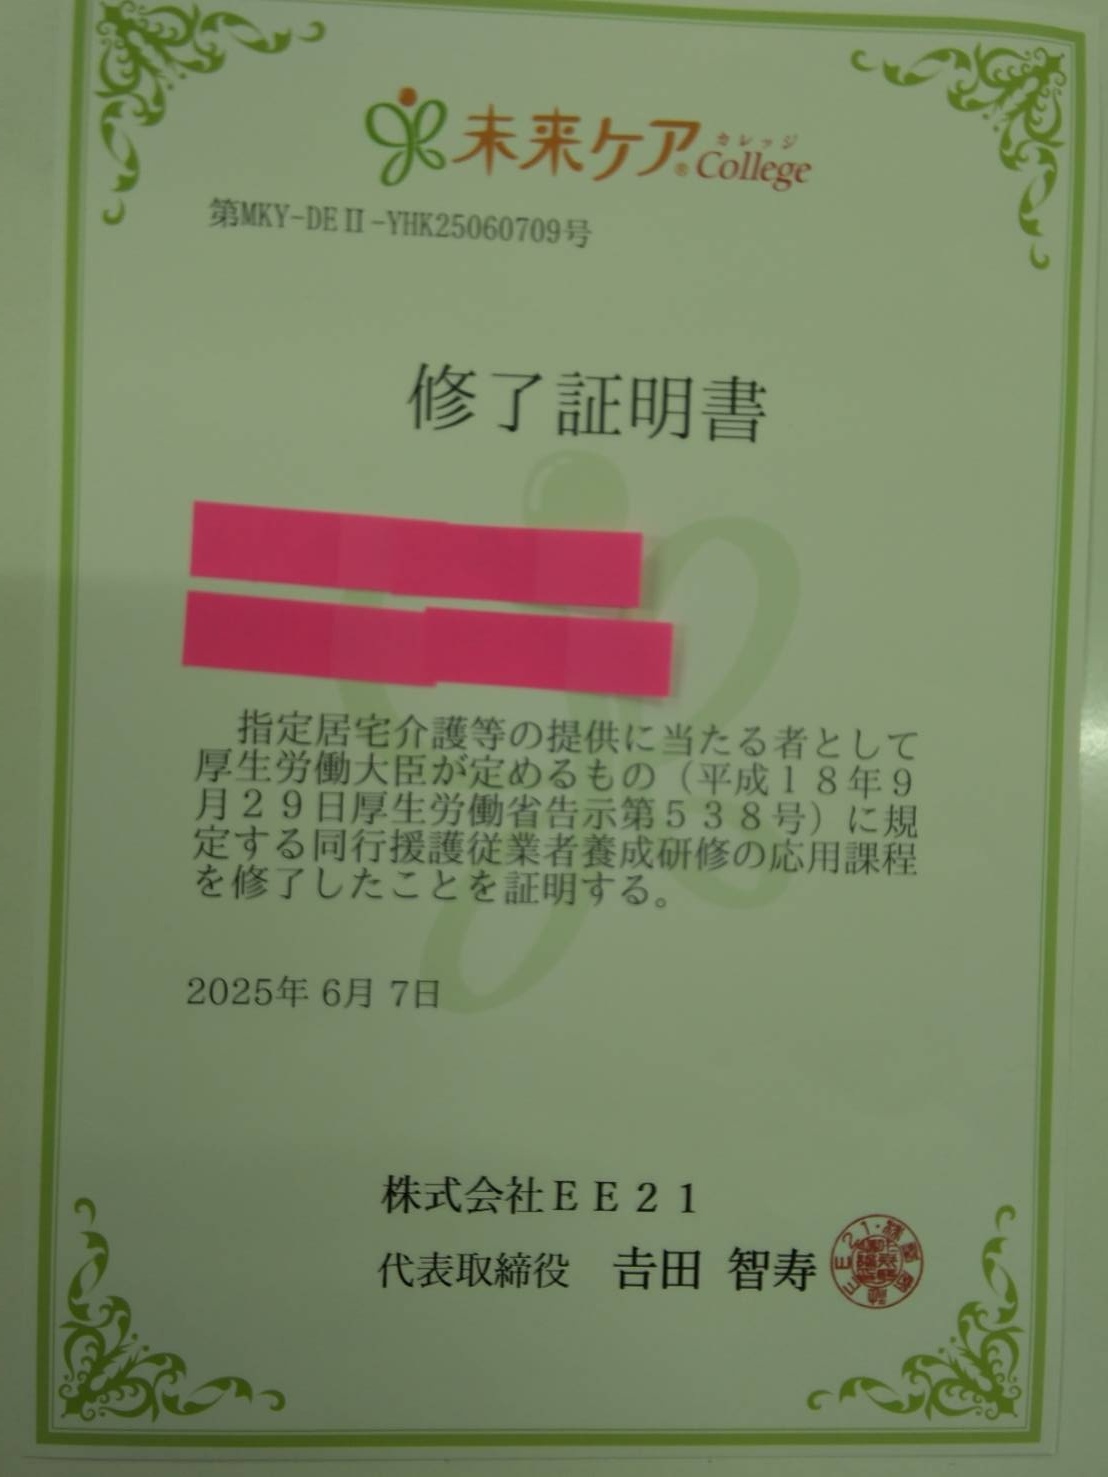 未来ケア®College
カレッジ
第MKY-DEⅡ-YHK25060709号
修了証明書
指定居宅介護等の提供に当たる者として
厚生労働大臣が定めるもの（平成１８年９
月２９日厚生労働省告示第５３８号）に規
定する同行援護従業者養成研修の応用課程
を修了したことを証明する。
2025年 6月 7日
株式会社ＥＥ２１
代表取締役 𠮷田 智寿